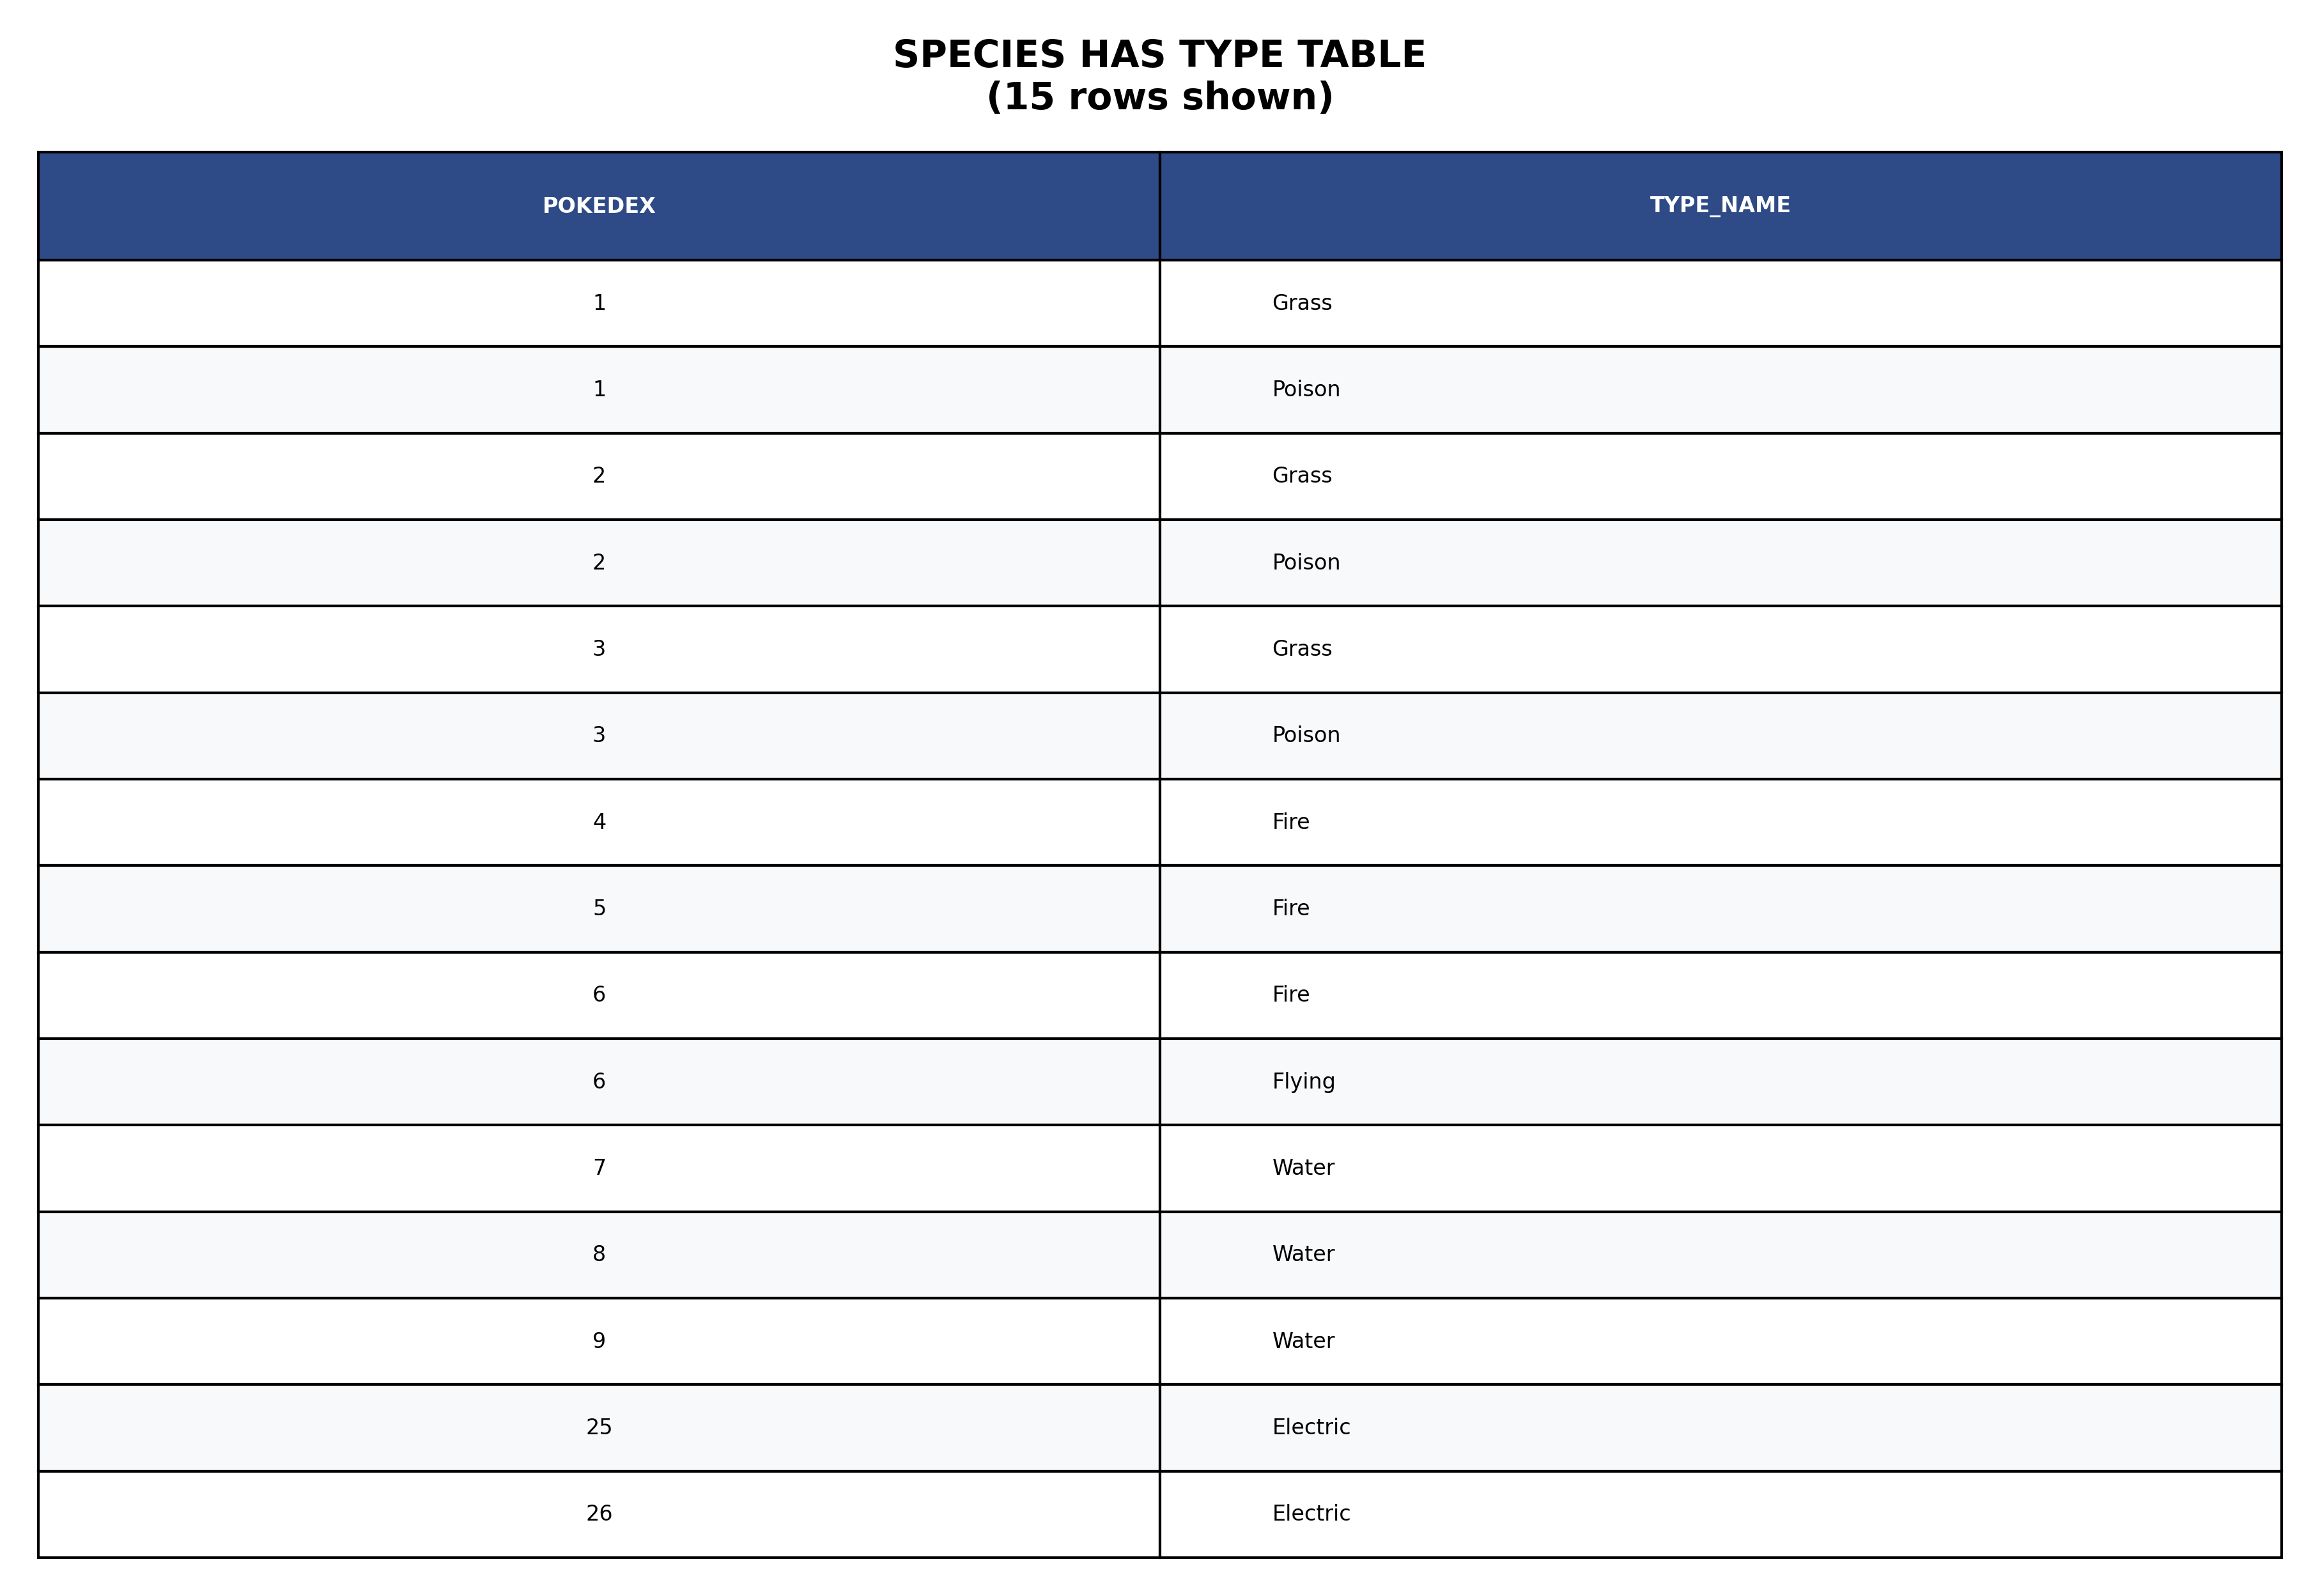 SPECIES HAS TYPE TABLE
(15 rows shown)
POKEDEX TYPE_NAME
1 Grass
1 Poison
2 Grass
2 Poison
3 Grass
3 Poison
4 Fire
5 Fire
6 Fire
6 Flying
7 Water
8 Water
9 Water
25 Electric
26 Electric